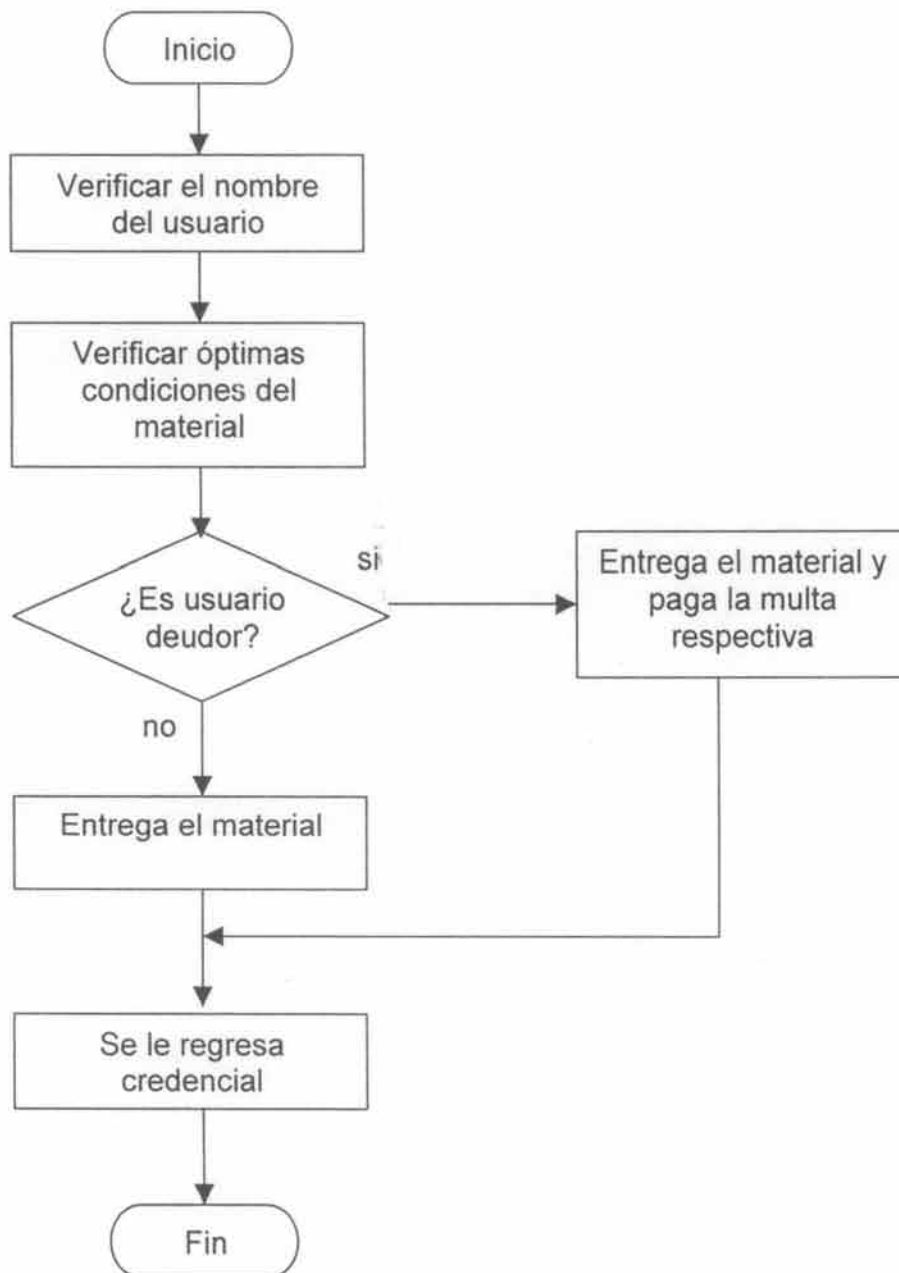 Inicio
Verificar el nombre
del usuario
Verificar óptimas
condiciones del
material
¿Es usuario
deudor?
si
Entrega el material y
paga la multa
respectiva
no
Entrega el material
Se le regresa
credencial
Fin